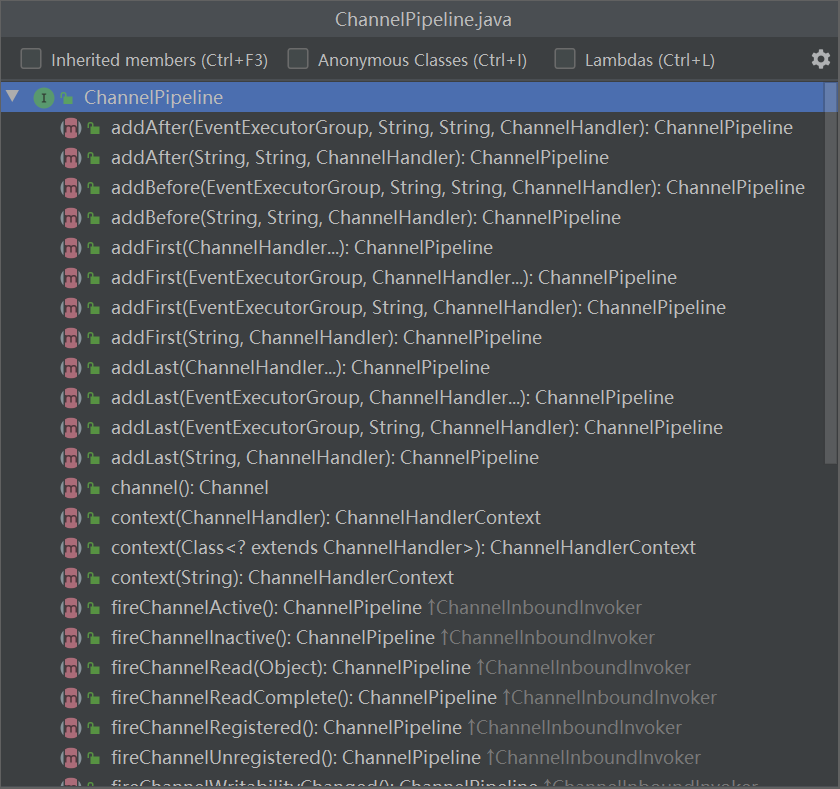 ChannelPipeline.java
Inherited members (Ctrl+F3) Anonymous Classes (Ctrl+I) Lambdas (Ctrl+L)
I ChannelPipeline
m addAfter(EventExecutorGroup, String, String, ChannelHandler): ChannelPipeline
m addAfter(String, String, ChannelHandler): ChannelPipeline
m addBefore(EventExecutorGroup, String, String, ChannelHandler): ChannelPipeline
m addBefore(String, String, ChannelHandler): ChannelPipeline
m addFirst(ChannelHandler...): ChannelPipeline
m addFirst(EventExecutorGroup, ChannelHandler...): ChannelPipeline
m addFirst(EventExecutorGroup, String, ChannelHandler): ChannelPipeline
m addFirst(String, ChannelHandler): ChannelPipeline
m addLast(ChannelHandler...): ChannelPipeline
m addLast(EventExecutorGroup, ChannelHandler...): ChannelPipeline
m addLast(EventExecutorGroup, String, ChannelHandler): ChannelPipeline
m addLast(String, ChannelHandler): ChannelPipeline
m channel(): Channel
m context(ChannelHandler): ChannelHandlerContext
m context(Class<? extends ChannelHandler>): ChannelHandlerContext
m context(String): ChannelHandlerContext
m fireChannelActive(): ChannelPipeline ↑ChannelInboundInvoker
m fireChannelInactive(): ChannelPipeline ↑ChannelInboundInvoker
m fireChannelRead(Object): ChannelPipeline ↑ChannelInboundInvoker
m fireChannelReadComplete(): ChannelPipeline ↑ChannelInboundInvoker
m fireChannelRegistered(): ChannelPipeline ↑ChannelInboundInvoker
m fireChannelUnregistered(): ChannelPipeline ↑ChannelInboundInvoker
m fireChannelWritabilityChanged(): ChannelPipeline ↑ChannelInboundInvoker